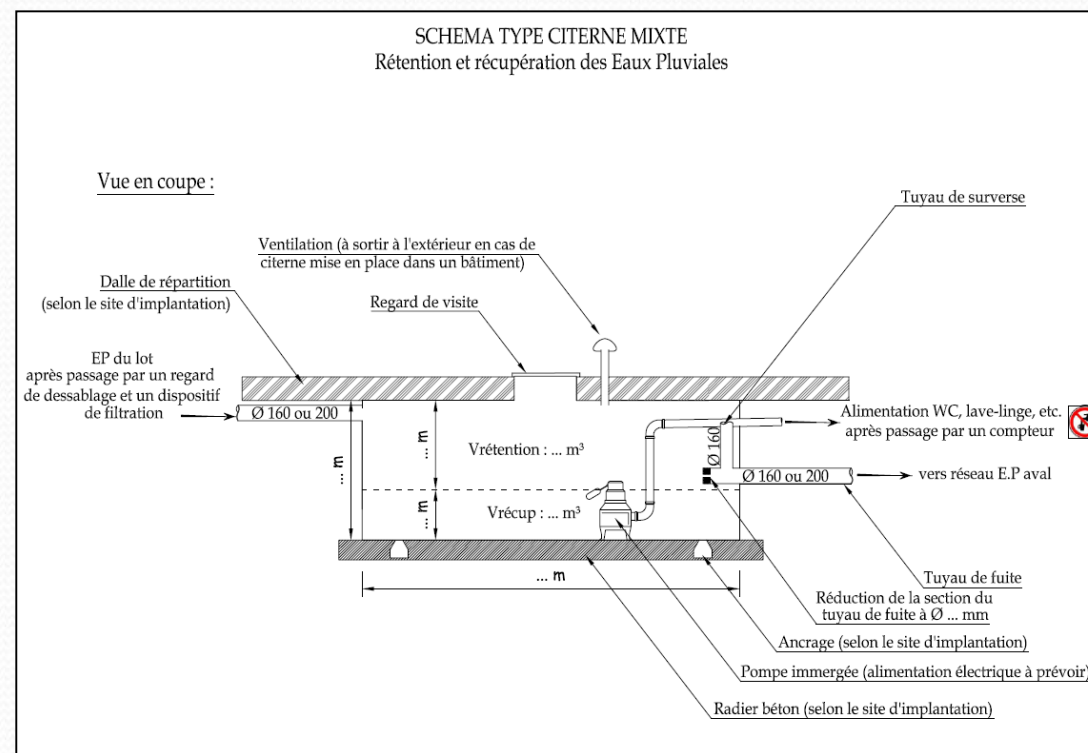 SCHEMA TYPE CITERNE MIXTE
Rétention et récupération des Eaux Pluviales
Vue en coupe :
Tuyau de surverse
Ventilation (à sortir à l'extérieur en cas de
citerne mise en place dans un bâtiment)
Dalle de répartition
(selon le site d'implantation)
Regard de visite
EP du lot
après passage par un regard
de dessablage et un dispositif
de filtration
Ø 160 ou 200
Alimentation WC, lave-linge, etc.
après passage par un compteur
... m
... m
Vrétention : ... m³
Ø 160
Ø 160 ou 200
vers réseau E.P aval
... m
Vrécup : ... m³
... m
Tuyau de fuite
Réduction de la section du
tuyau de fuite à Ø ... mm
Ancrage (selon le site d'implantation)
Pompe immergée (alimentation électrique à prévoir)
Radier béton (selon le site d'implantation)